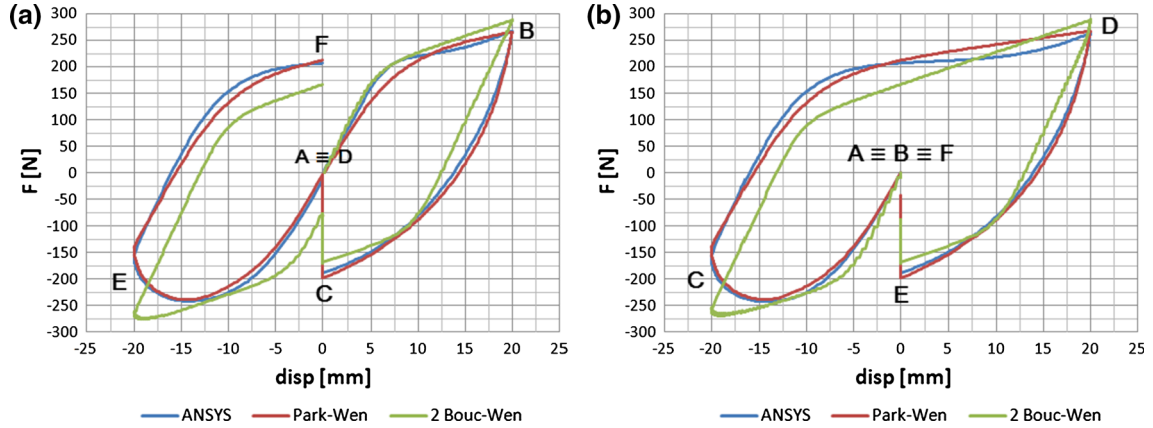 (a)
F [N]
300
250
200
150
100
50
0
-50
-100
-150
-200
-250
-300
-25 -20 -15 -10 -5 0 5 10 15 20 25
disp [mm]
F
B
A ≡ D
E
C
ANSYS Park-Wen 2 Bouc-Wen
(b)
F [N]
300
250
200
150
100
50
0
-50
-100
-150
-200
-250
-300
-25 -20 -15 -10 -5 0 5 10 15 20 25
disp [mm]
D
A ≡ B ≡ F
C
E
ANSYS Park-Wen 2 Bouc-Wen